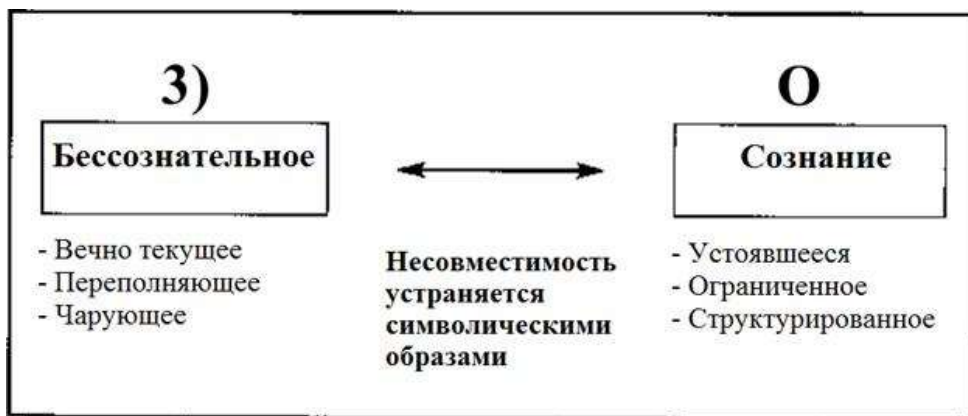 3)
О
Бессознательное
Сознание
- Вечно текущее
- Переполняющее
- Чарующее
Несовместимость
устраняется
символическими
образами
- Устоявшееся
- Ограниченное
- Структурированное